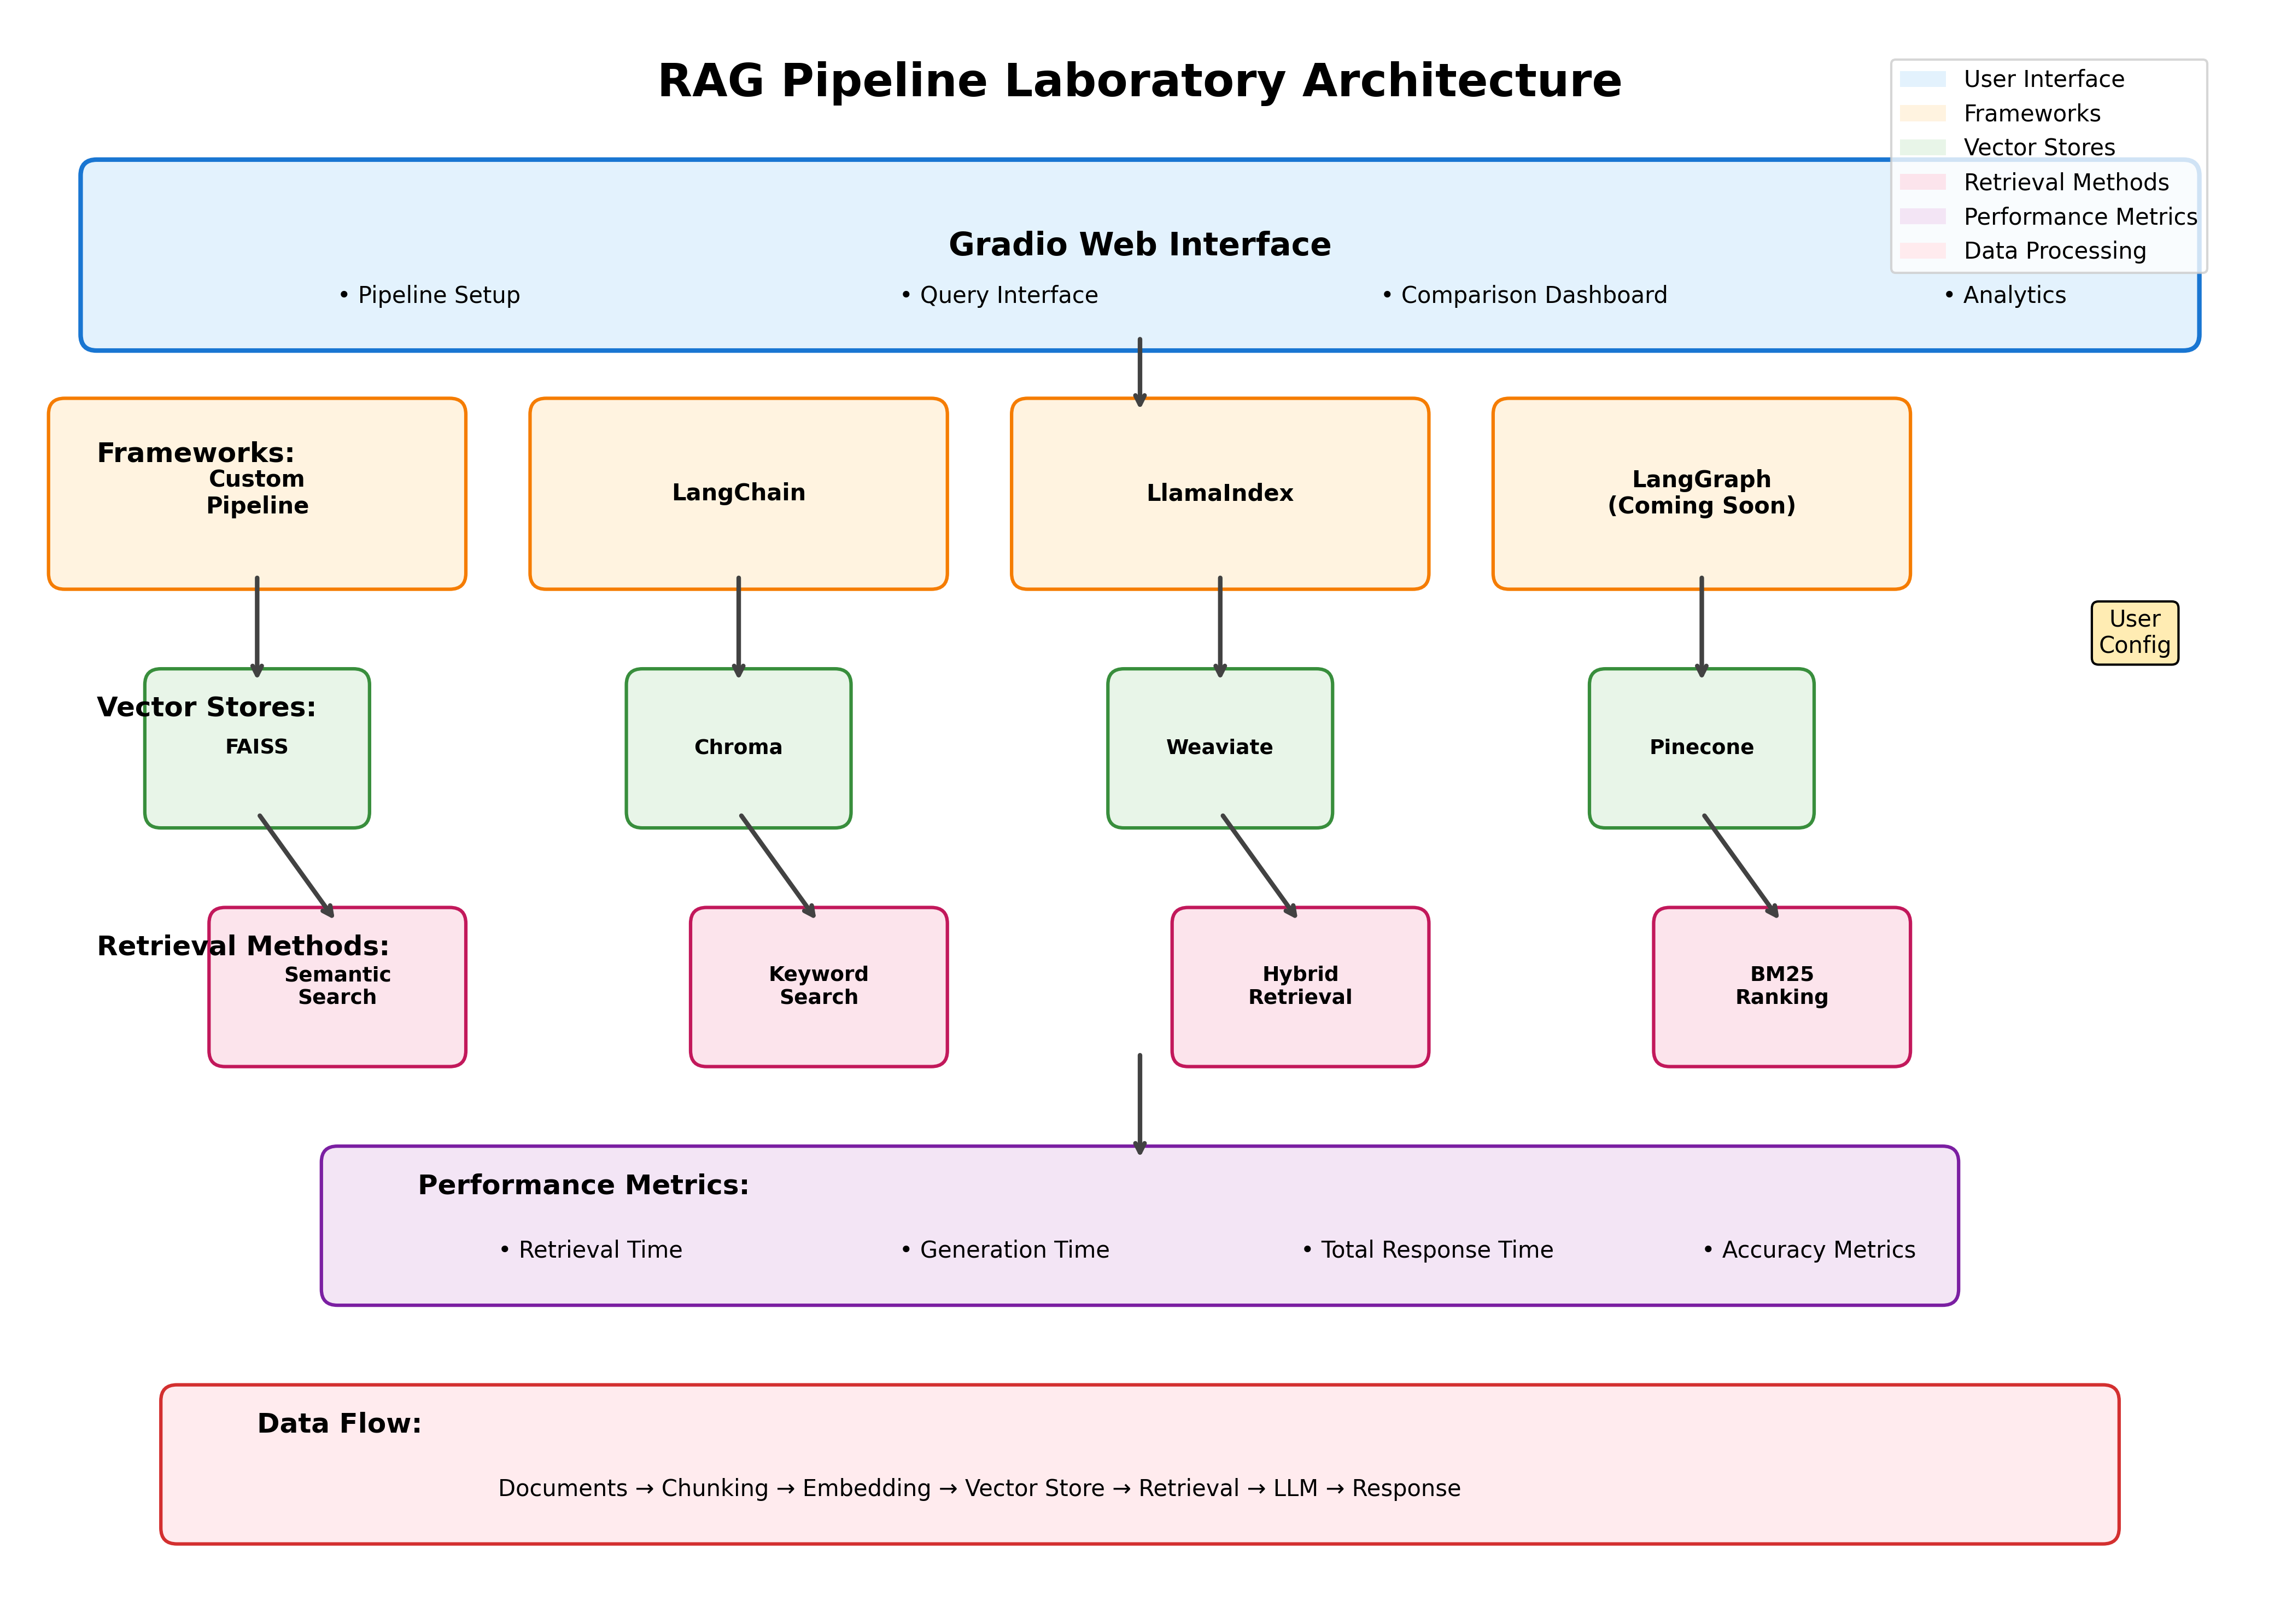 RAG Pipeline Laboratory Architecture
User Interface
Frameworks
Vector Stores
Retrieval Methods
Performance Metrics
Data Processing
Gradio Web Interface
• Pipeline Setup
• Query Interface
• Comparison Dashboard
• Analytics
Frameworks:
Custom
Pipeline
LangChain
LlamaIndex
LangGraph
(Coming Soon)
User
Config
Vector Stores:
FAISS
Chroma
Weaviate
Pinecone
Retrieval Methods:
Semantic
Search
Keyword
Search
Hybrid
Retrieval
BM25
Ranking
Performance Metrics:
• Retrieval Time
• Generation Time
• Total Response Time
• Accuracy Metrics
Data Flow:
Documents → Chunking → Embedding → Vector Store → Retrieval → LLM → Response